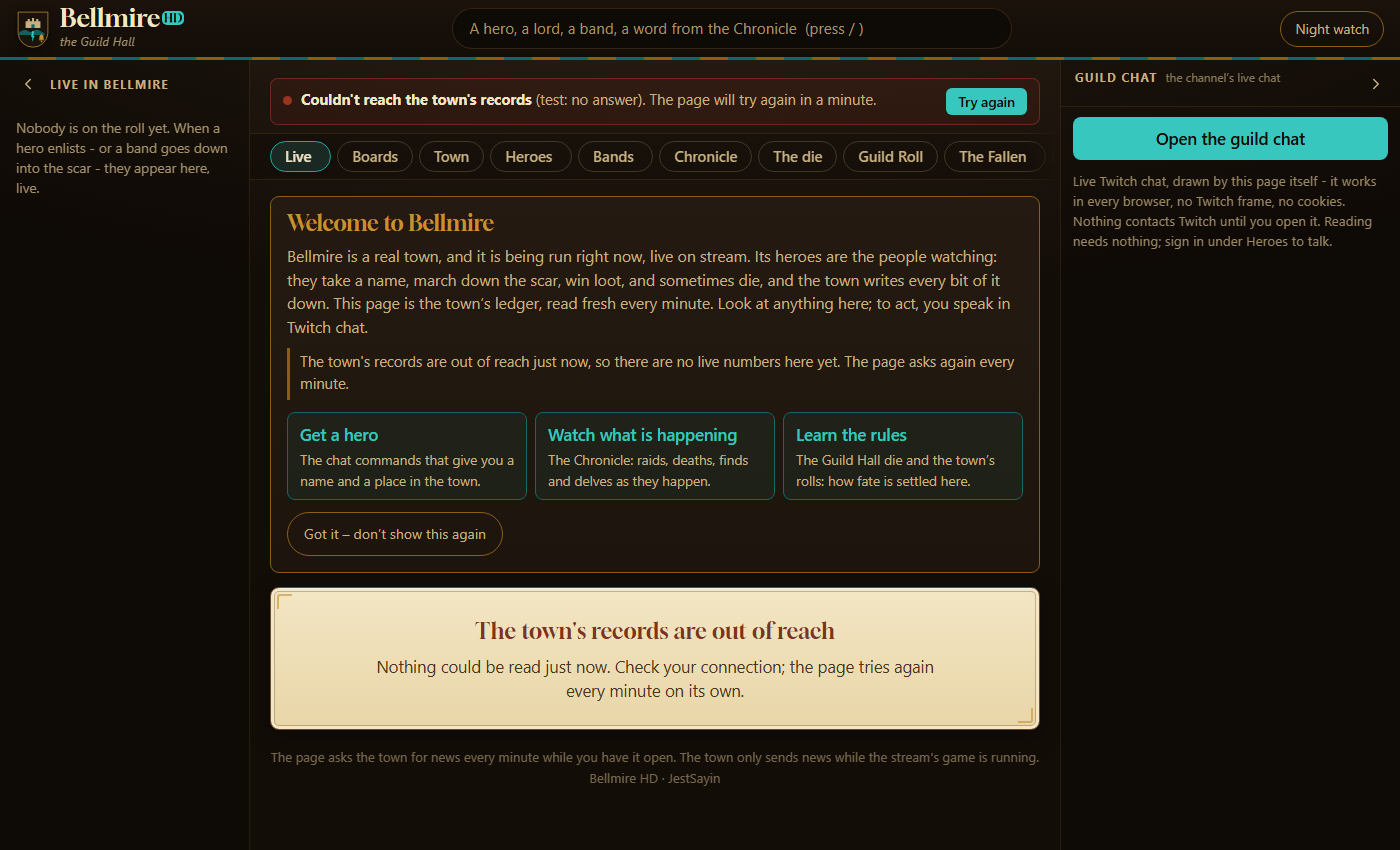 Bellmire HD
the Guild Hall
A hero, a lord, a band, a word from the Chronicle (press / )
Night watch
LIVE IN BELLMIRE
Nobody is on the roll yet. When a
hero enlists - or a band goes down
into the scar - they appear here,
live.
Couldn't reach the town's records (test: no answer). The page will try again in a minute.
Try again
Live
Boards
Town
Heroes
Bands
Chronicle
The die
Guild Roll
The Fallen
Welcome to Bellmire
Bellmire is a real town, and it is being run right now, live on stream. Its heroes are the people watching:
they take a name, march down the scar, win loot, and sometimes die, and the town writes every bit of it
down. This page is the town's ledger, read fresh every minute. Look at anything here; to act, you speak in
Twitch chat.
The town's records are out of reach just now, so there are no live numbers here yet. The page asks again every
minute.
Get a hero
The chat commands that give you a
name and a place in the town.
Watch what is happening
The Chronicle: raids, deaths, finds
and delves as they happen.
Learn the rules
The Guild Hall die and the town's
rolls: how fate is settled here.
Got it – don't show this again
The town's records are out of reach
Nothing could be read just now. Check your connection; the page tries again
every minute on its own.
The page asks the town for news every minute while you have it open. The town only sends news while the stream's game is running.
Bellmire HD · JestSayin
GUILD CHAT the channel's live chat
Open the guild chat
Live Twitch chat, drawn by this page itself - it works
in every browser, no Twitch frame, no cookies.
Nothing contacts Twitch until you open it. Reading
needs nothing; sign in under Heroes to talk.